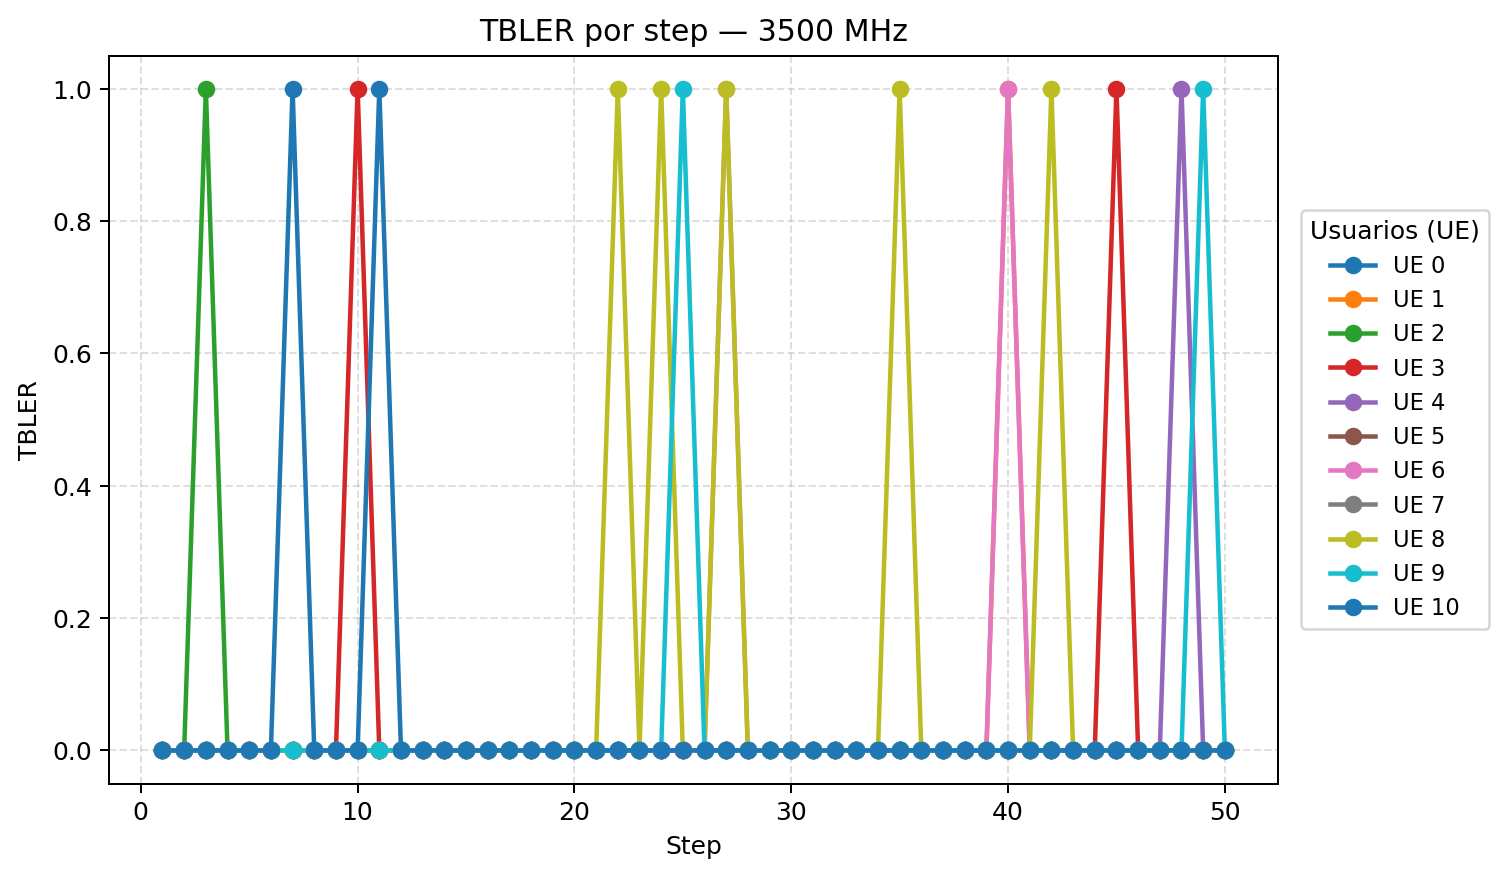 TBLER por step — 3500 MHz
1.0
0.8
0.6
0.4
0.2
0.0
TBLER
0 10 20 30 40 50
Step
Usuarios (UE)
UE 0
UE 1
UE 2
UE 3
UE 4
UE 5
UE 6
UE 7
UE 8
UE 9
UE 10